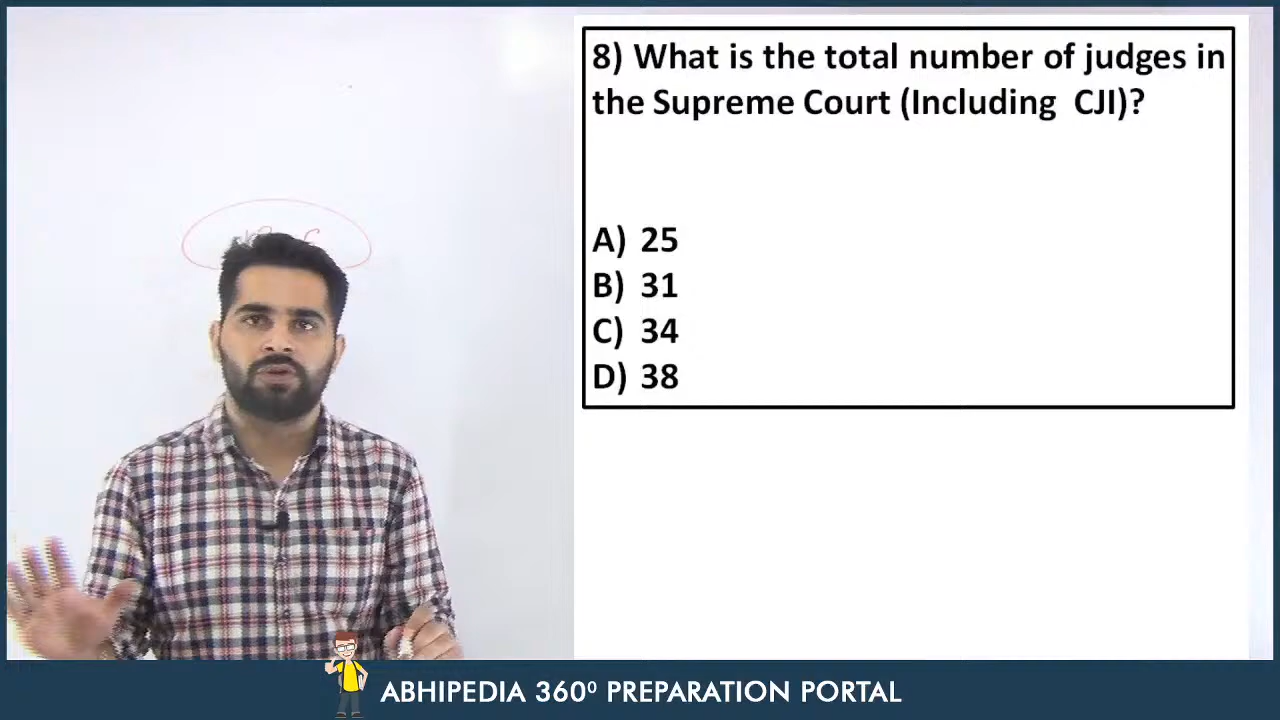 8) What is the total number of judges in
the Supreme Court (Including CJI)?
A) 25
B) 31
C) 34
D) 38
ABHIPEDIA 360⁰ PREPARATION PORTAL